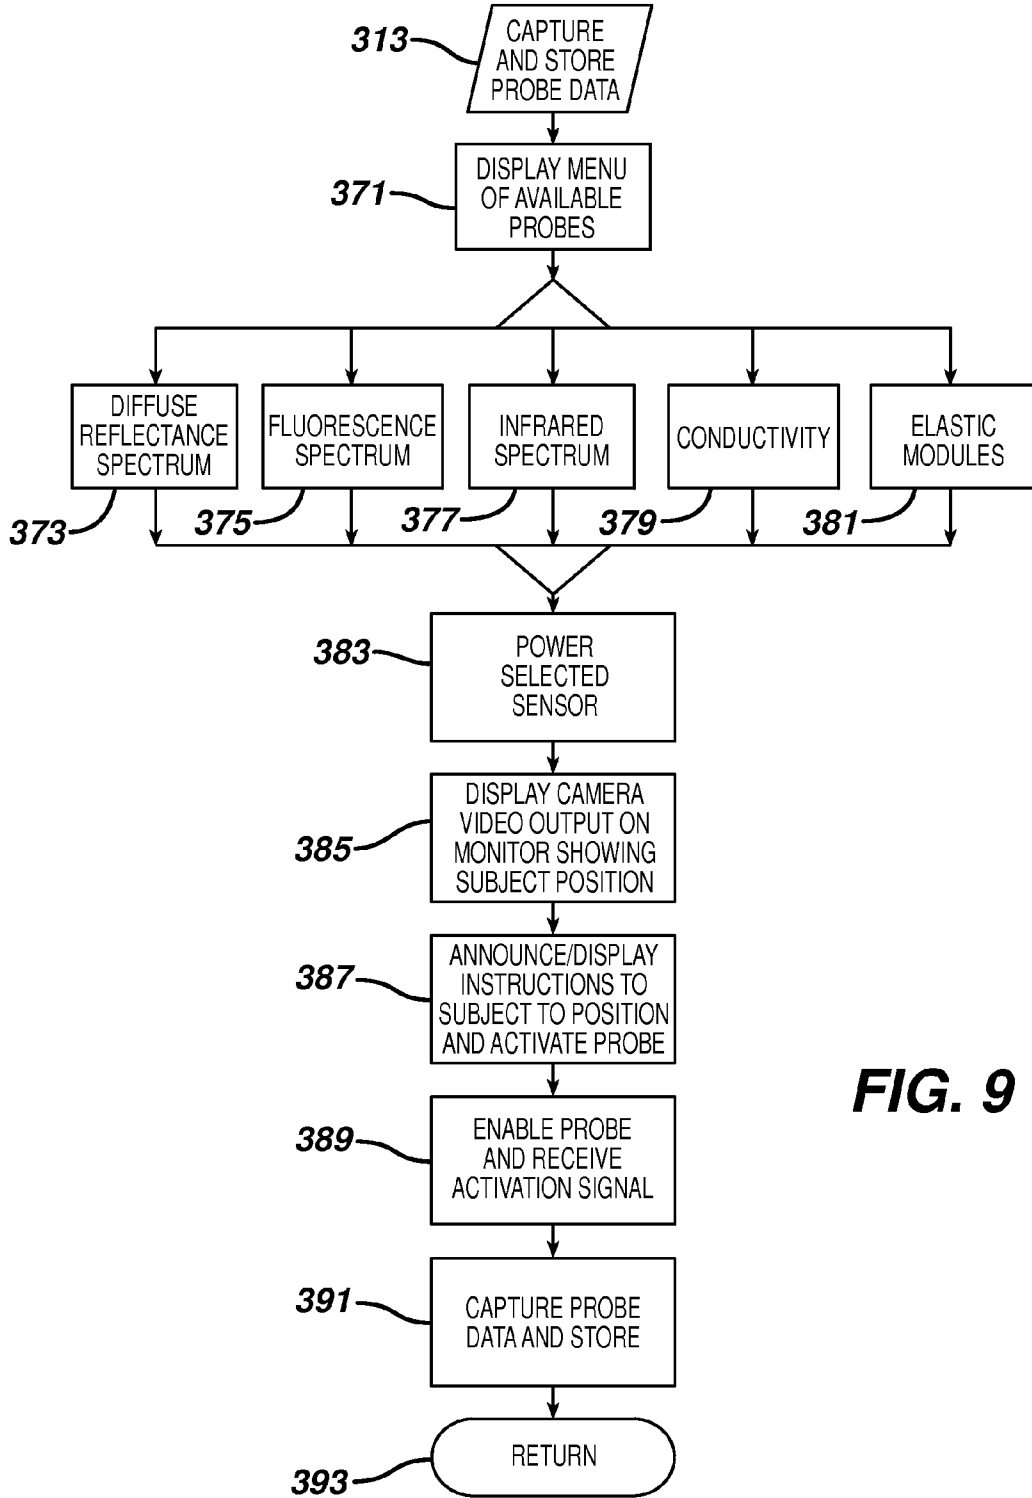 313
CAPTURE
AND STORE
PROBE DATA
371
DISPLAY MENU
OF AVAILABLE
PROBES
DIFFUSE
REFLECTANCE
SPECTRUM
373
FLUORESCENCE
SPECTRUM
375
INFRARED
SPECTRUM
377
CONDUCTIVITY
379
ELASTIC
MODULES
381
383
POWER
SELECTED
SENSOR
385
DISPLAY CAMERA
VIDEO OUTPUT ON
MONITOR SHOWING
SUBJECT POSITION
387
ANNOUNCE/DISPLAY
INSTRUCTIONS TO
SUBJECT TO POSITION
AND ACTIVATE PROBE
FIG. 9
389
ENABLE PROBE
AND RECEIVE
ACTIVATION SIGNAL
391
CAPTURE PROBE
DATA AND STORE
393
RETURN